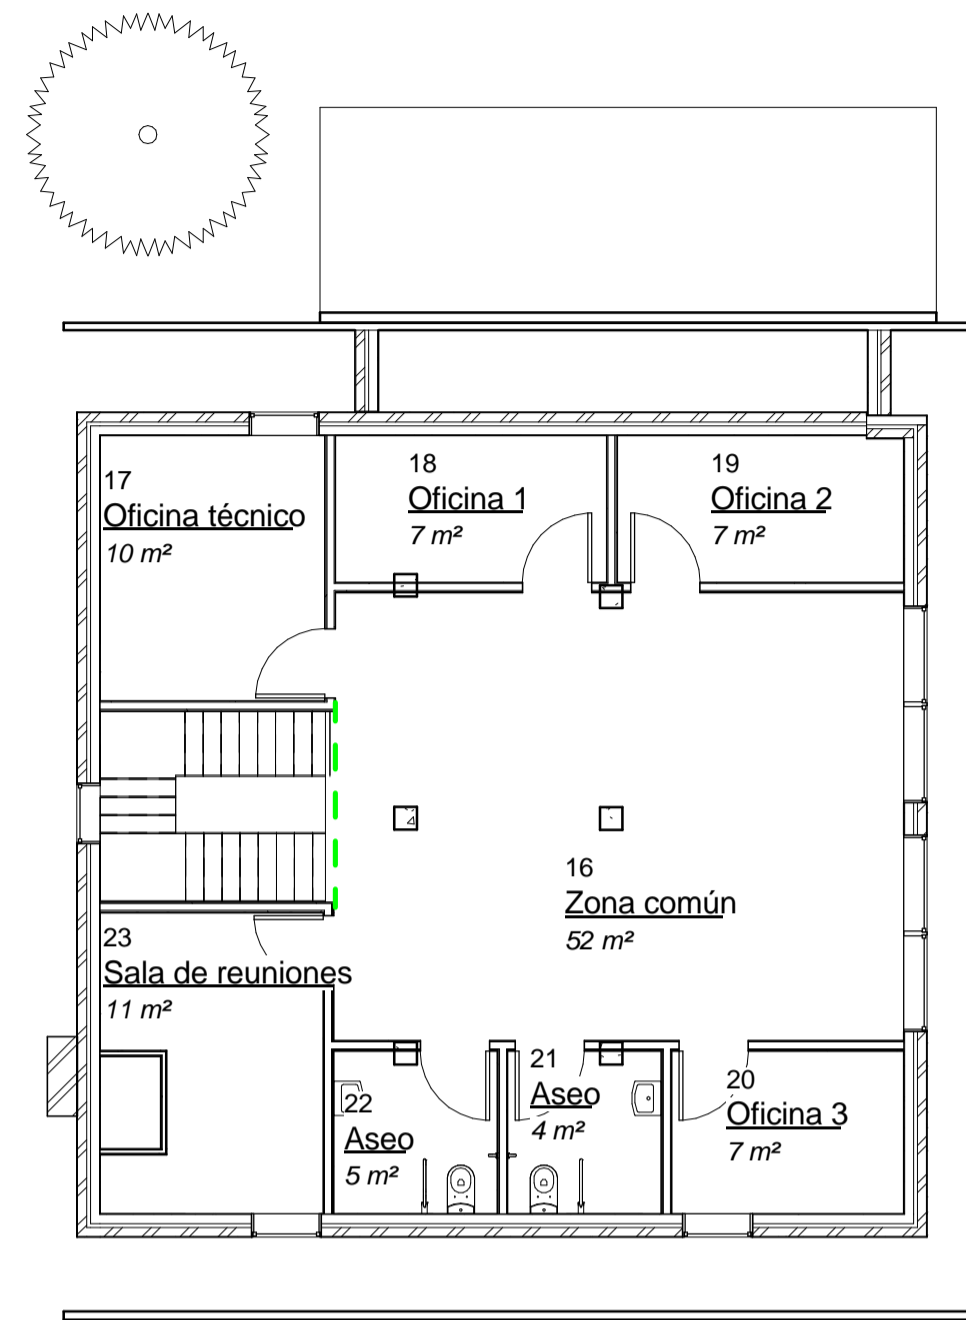 17
Oficina técnico
10 m²
18
Oficina 1
7 m²
19
Oficina 2
7 m²
16
Zona común
52 m²
23
Sala de reuniones
11 m²
22
Aseo
5 m²
21
Aseo
4 m²
20
Oficina 3
7 m²